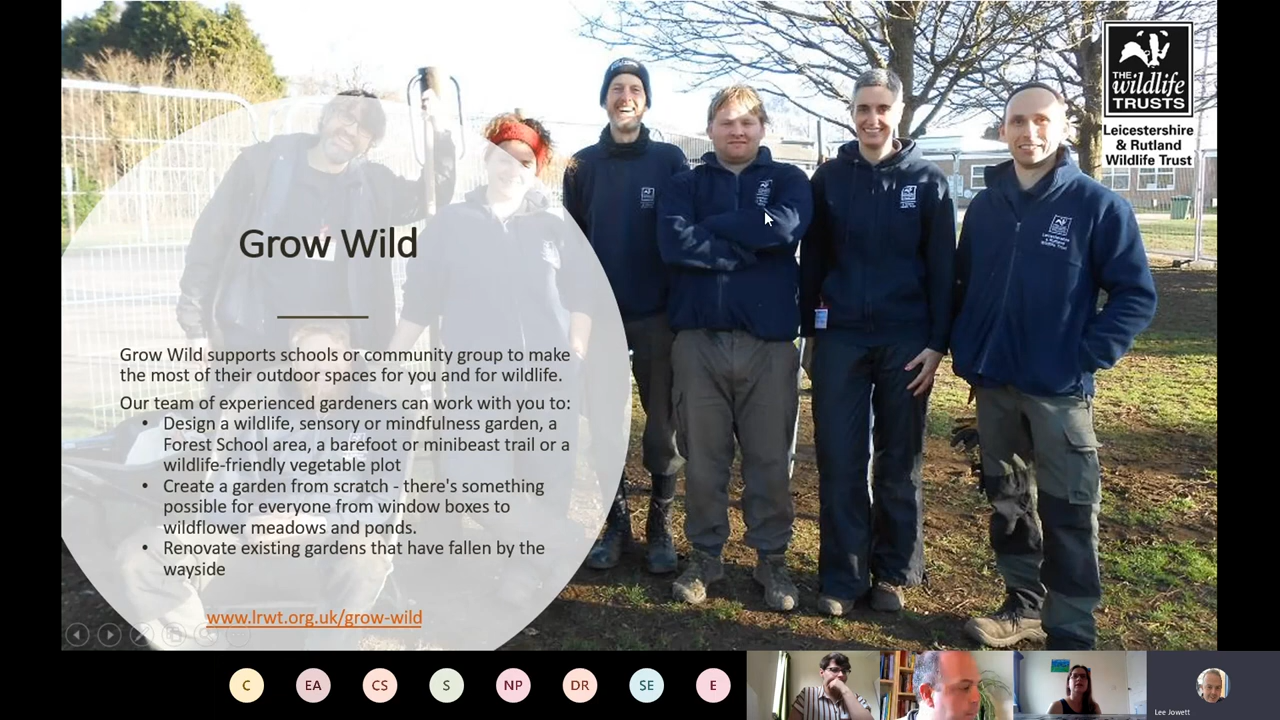 Grow Wild
Grow Wild supports schools or community group to make
the most of their outdoor spaces for you and for wildlife.
Our team of experienced gardeners can work with you to:
• Design a wildlife, sensory or mindfulness garden, a
Forest School area, a barefoot or minibeast trail or a
wildlife-friendly vegetable plot
• Create a garden from scratch - there's something
possible for everyone from window boxes to
wildflower meadows and ponds.
• Renovate existing gardens that have fallen by the
wayside
www.lrwt.org.uk/grow-wild
THE
wildlife
TRUSTS
Leicestershire
& Rutland
Wildlife Trust
Leicestershire
& Rutland
Wildlife Trust
C
EA
CS
S
NP
DR
SE
E
Lee Jowett